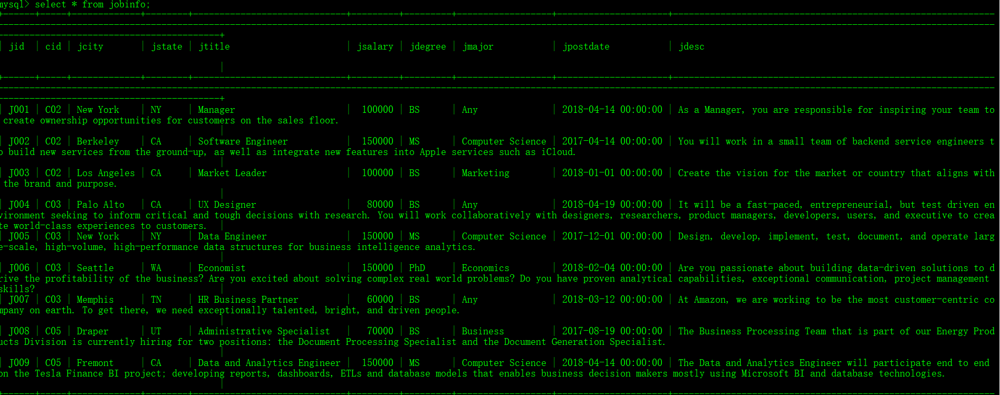 mysql> select * from jobinfo;
| jid | cid | jcity | jstate | jtitle | jsalary | jdegree | jmajor | jpostdate | jdesc
|
| J001 | C02 | New York | NY | Manager | 100000 | BS | Any | 2018-04-14 00:00:00 | As a Manager, you are responsible for inspiring your team to
create ownership opportunities for customers on the sales floor.
|
| J002 | C02 | Berkeley | CA | Software Engineer | 150000 | MS | Computer Science | 2017-04-14 00:00:00 | You will work in a small team of backend service engineers t
o build new services from the ground-up, as well as integrate new features into Apple services such as iCloud.
|
| J003 | C02 | Los Angeles | CA | Market Leader | 100000 | BS | Marketing | 2018-01-01 00:00:00 | Create the vision for the market or country that aligns with
the brand and purpose.
|
| J004 | C03 | Palo Alto | CA | UX Designer | 80000 | BS | Any | 2018-04-19 00:00:00 | It will be a fast-paced, entrepreneurial, but test driven en
vironment seeking to inform critical and tough decisions with research. You will work collaboratively with designers, researchers, product managers, developers, users, and executive to crea
te world-class experiences to customers. |
| J005 | C03 | New York | NY | Data Engineer | 150000 | MS | Computer Science | 2017-12-01 00:00:00 | Design, develop, implement, test, document, and operate larg
e-scale, high-volume, high-performance data structures for business intelligence analytics.
|
| J006 | C03 | Seattle | WA | Economist | 150000 | PhD | Economics | 2018-02-04 00:00:00 | Are you passionate about building data-driven solutions to d
rive the profitability of the business? Are you excited about solving complex real world problems? Do you have proven analytical capabilities, exceptional communication, project management
skills? |
| J007 | C03 | Memphis | TN | HR Business Partner | 60000 | BS | Any | 2018-03-12 00:00:00 | At Amazon, we are working to be the most customer-centric co
mpany on earth. To get there, we need exceptionally talented, bright, and driven people.
|
| J008 | C05 | Draper | UT | Administrative Specialist | 70000 | BS | Business | 2017-08-19 00:00:00 | The Business Processing Team that is part of our Energy Prod
ucts Division is currently hiring for two positions: the Document Processing Specialist and the Document Generation Specialist.
|
| J009 | C05 | Fremont | CA | Data and Analytics Engineer | 150000 | MS | Computer Science | 2018-04-14 00:00:00 | The Data and Analytics Engineer will participate end to end
on the Tesla Finance BI project; developing reports, dashboards, ETLs and database models that enables business decision makers mostly using Microsoft BI and database technologies.
|